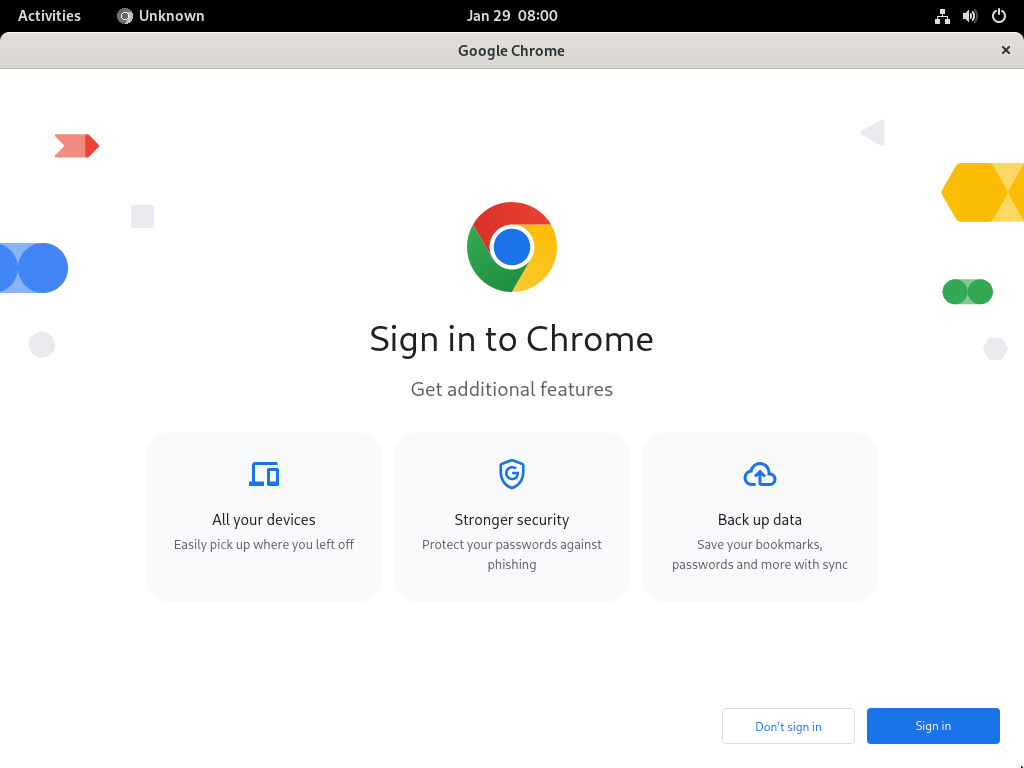 Activities Unknown Jan 29 08:00
Google Chrome
Sign in to Chrome
Get additional features
All your devices
Easily pick up where you left off
Stronger security
Protect your passwords against
phishing
Back up data
Save your bookmarks,
passwords and more with sync
Don't sign in
Sign in